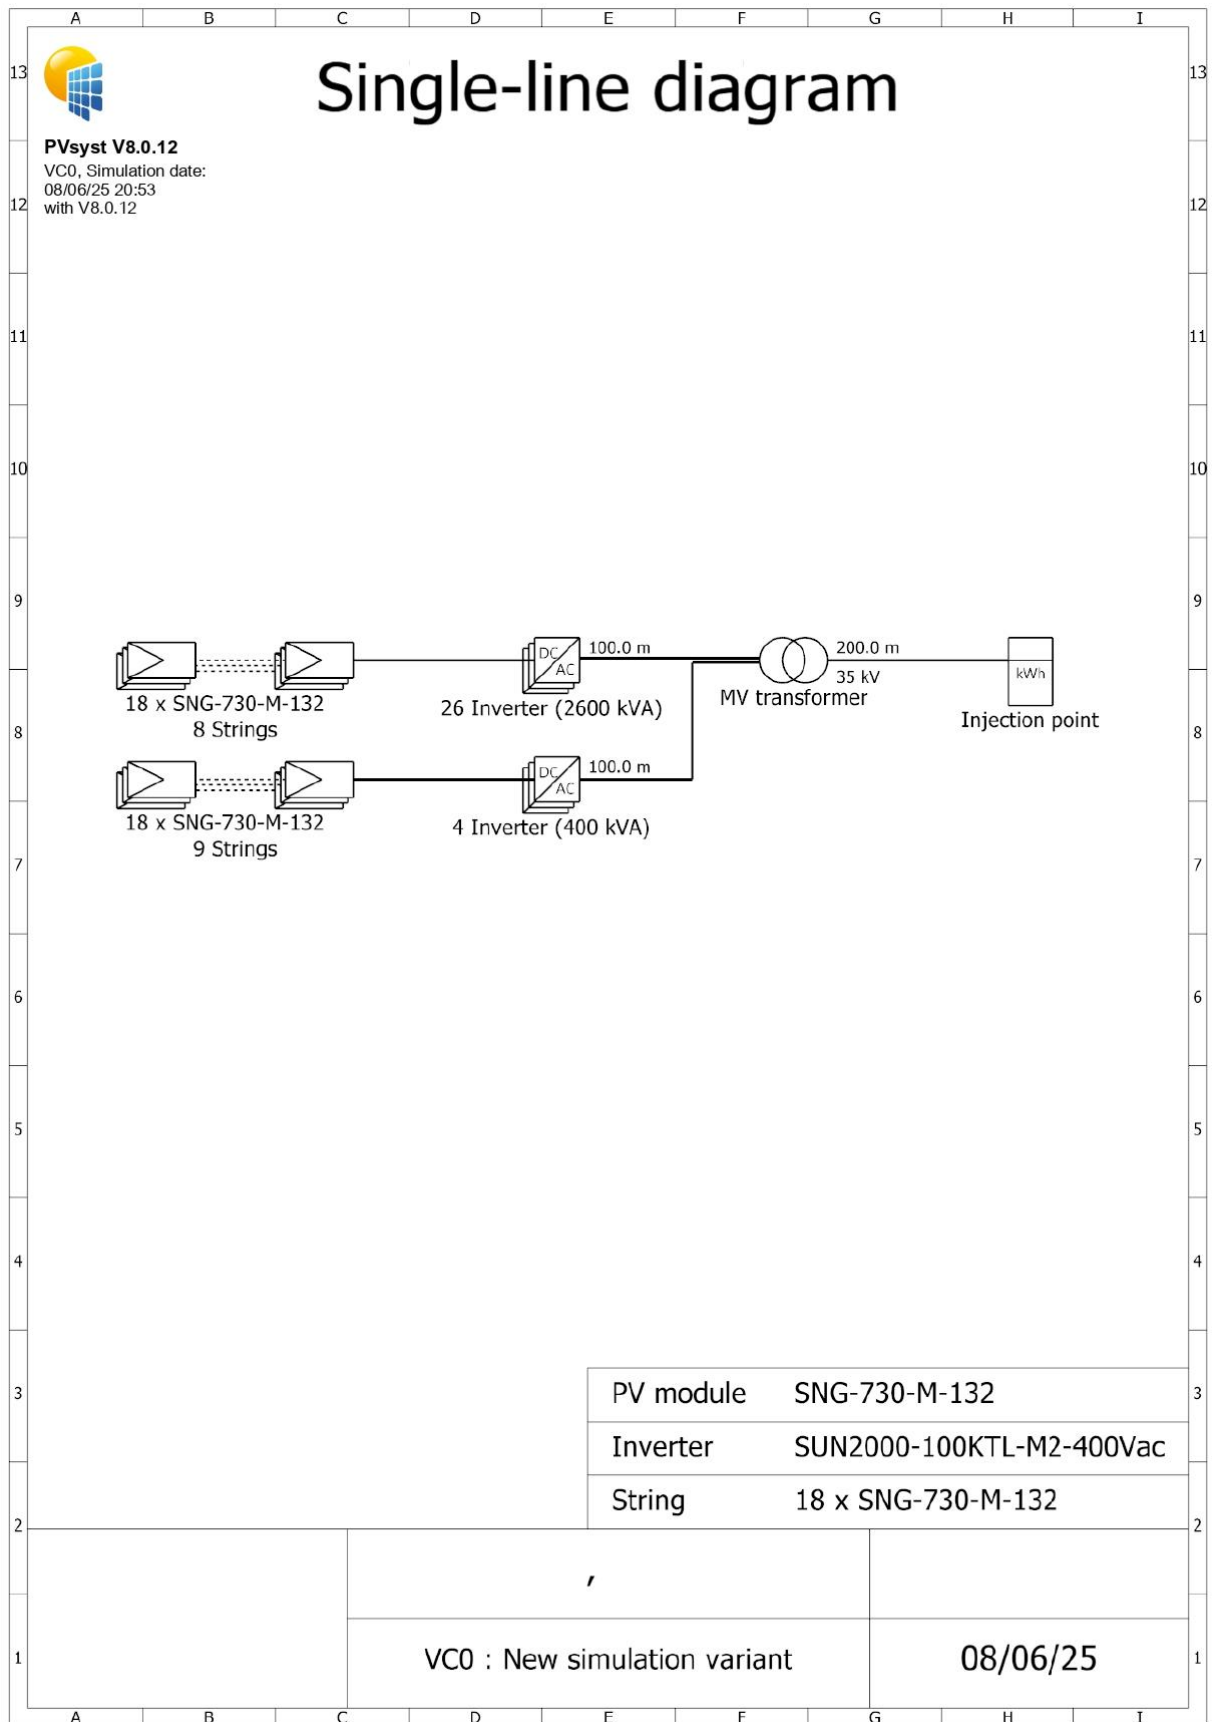 A B C D E F G H I
13 13
Single-line diagram
PVsyst V8.0.12
VC0, Simulation date:
08/06/25 20:53
with V8.0.12
12 12
11 11
10 10
9 9
DC
AC
100.0 m
200.0 m
35 kV
kWh
18 x SNG-730-M-132
8 Strings
26 Inverter (2600 kVA)
MV transformer
Injection point
8 8
DC
AC
100.0 m
18 x SNG-730-M-132
9 Strings
4 Inverter (400 kVA)
7 7
6 6
5 5
4 4
3 3
PV module SNG-730-M-132
Inverter SUN2000-100KTL-M2-400Vac
String 18 x SNG-730-M-132
2 2
,
1 1
VC0 : New simulation variant 08/06/25
A B C D E F G H I